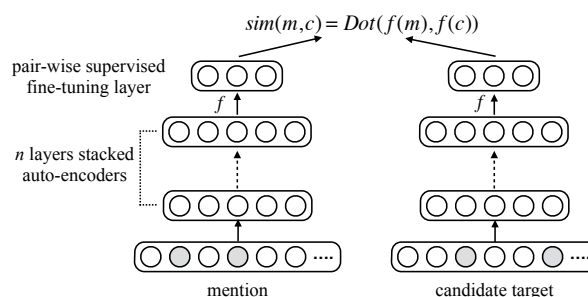 sim(m,c) = Dot(f(m), f(c))
pair-wise supervised
fine-tuning layer
f
f
n layers stacked
auto-encoders
....
....
mention
candidate target